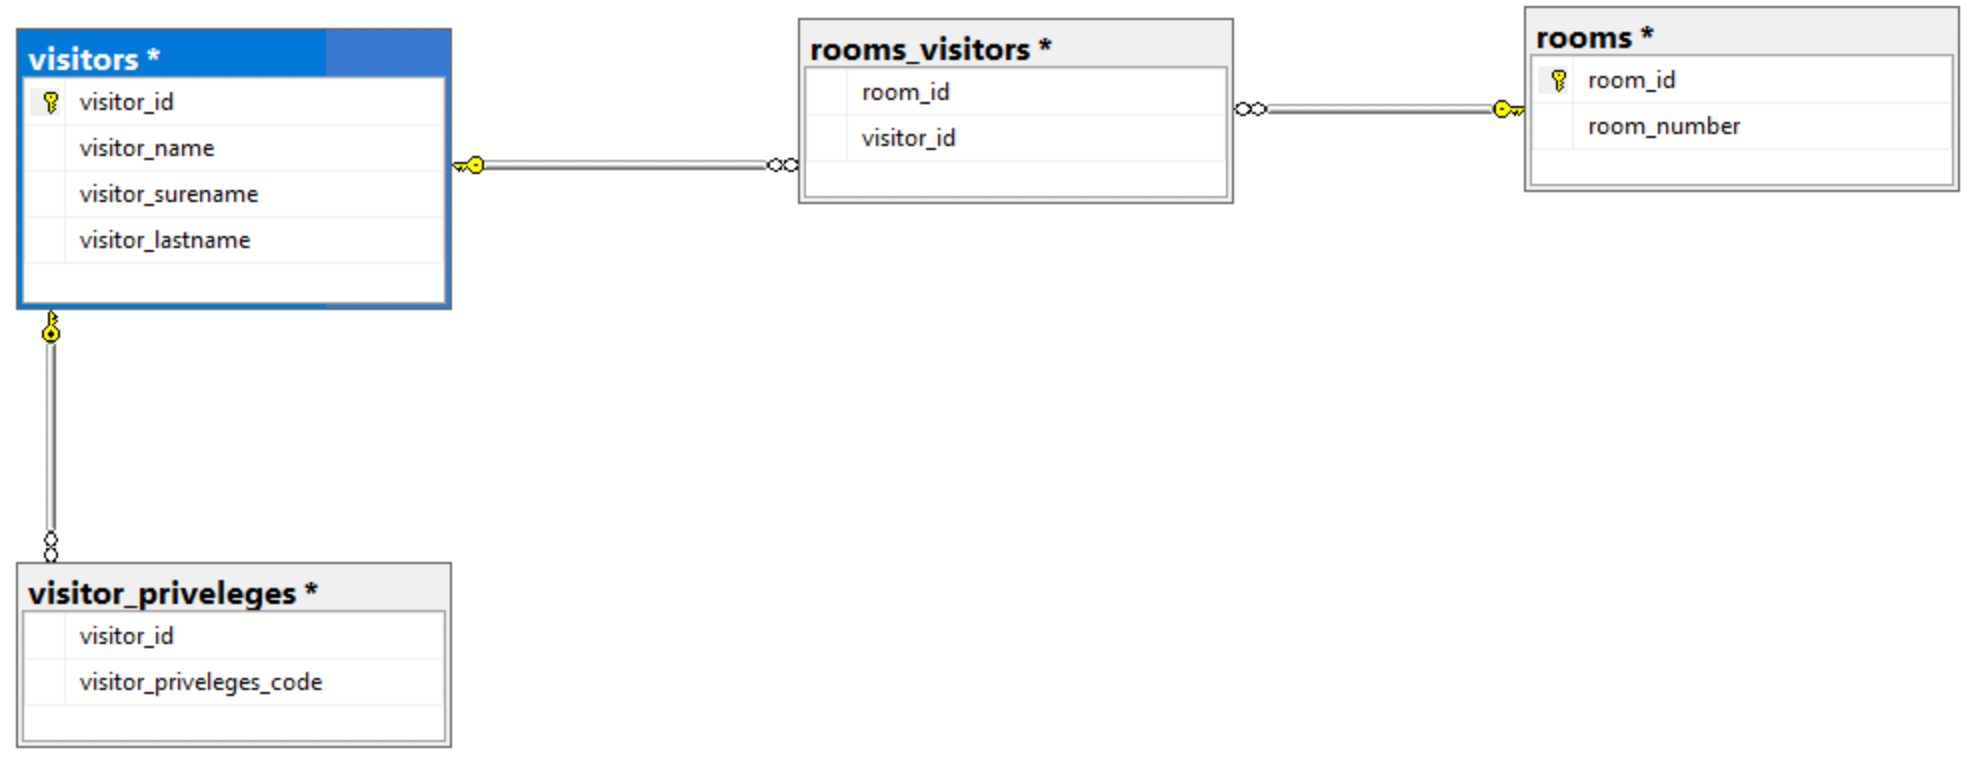 visitors *
visitor_id
visitor_name
visitor_surename
visitor_lastname
rooms_visitors *
room_id
visitor_id
rooms *
room_id
room_number
visitor_priveleges *
visitor_id
visitor_priveleges_code